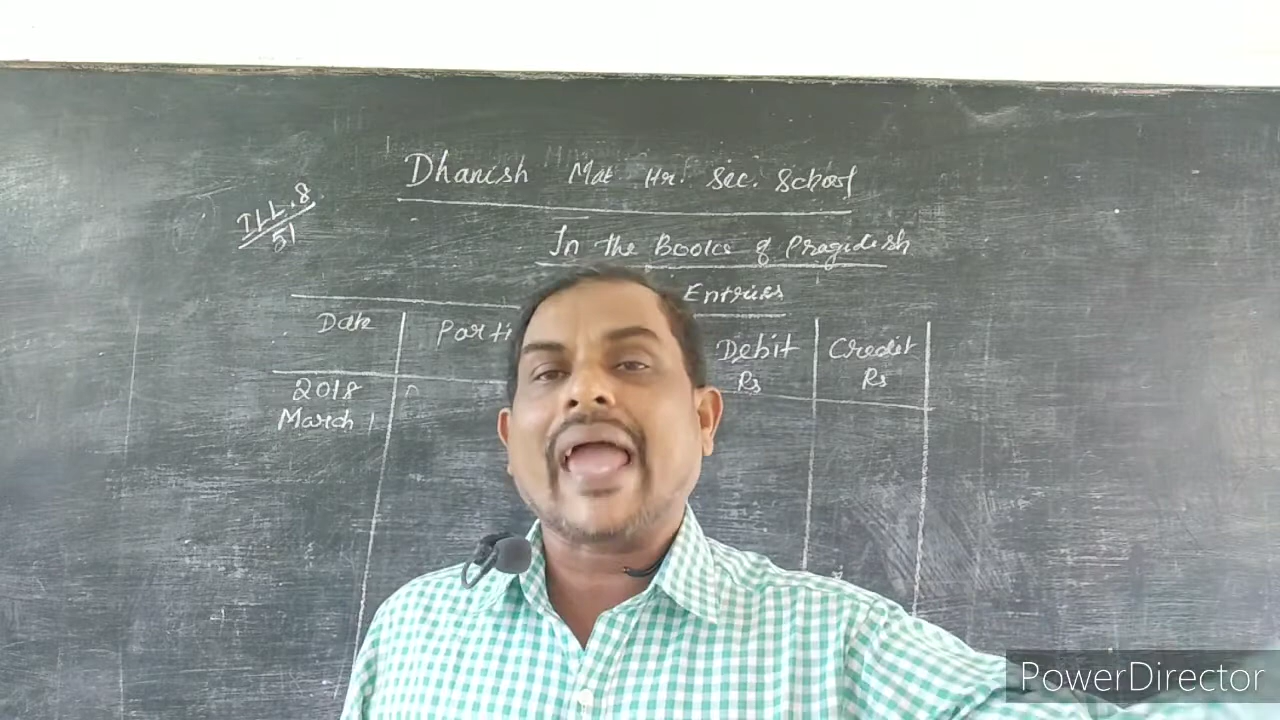 Dhanish Mat Hr. Sec. School
ILL.8
51
In the Books of Pragadesh
Entries
Date
Parti
Debit
Rs
Credit
Rs
2018
March 1
PowerDirector